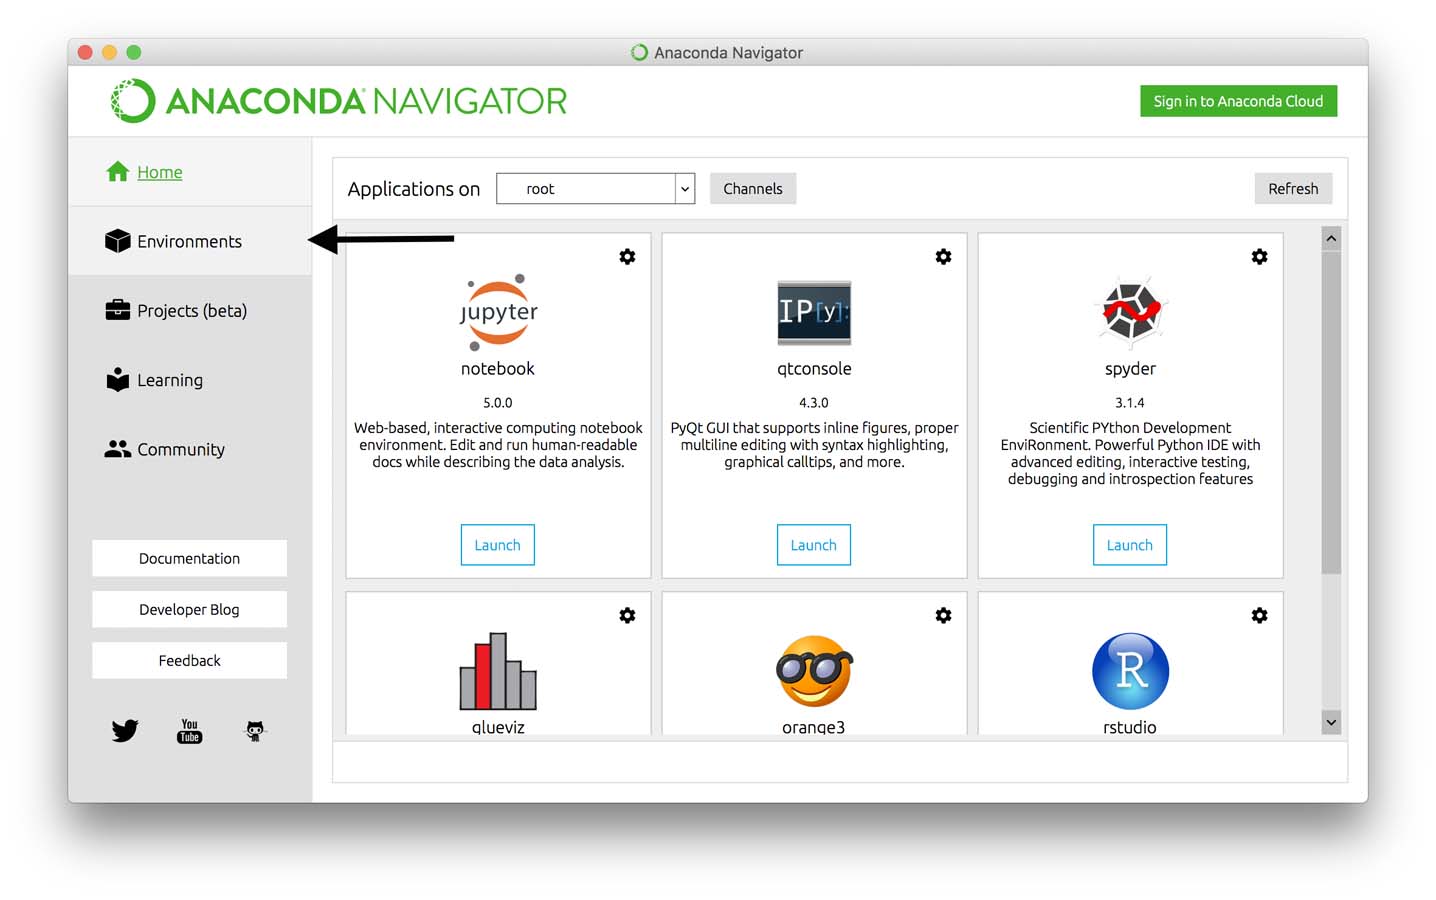 Anaconda Navigator
ANACONDA NAVIGATOR
Sign in to Anaconda Cloud
Home
Environments
Projects (beta)
Learning
Community
Documentation
Developer Blog
Feedback
You
Tube
Applications on
root
Channels
Refresh
jupyter
notebook
5.0.0
Web-based, interactive computing notebook
environment. Edit and run human-readable
docs while describing the data analysis.
Launch
IP[y]:
qtconsole
4.3.0
PyQt GUI that supports inline figures, proper
multiline editing with syntax highlighting,
graphical calltips, and more.
Launch
spyder
3.1.4
Scientific PYthon Development
EnviRonment. Powerful Python IDE with
advanced editing, interactive testing,
debugging and introspection features
Launch
glueviz
orange3
R
rstudio